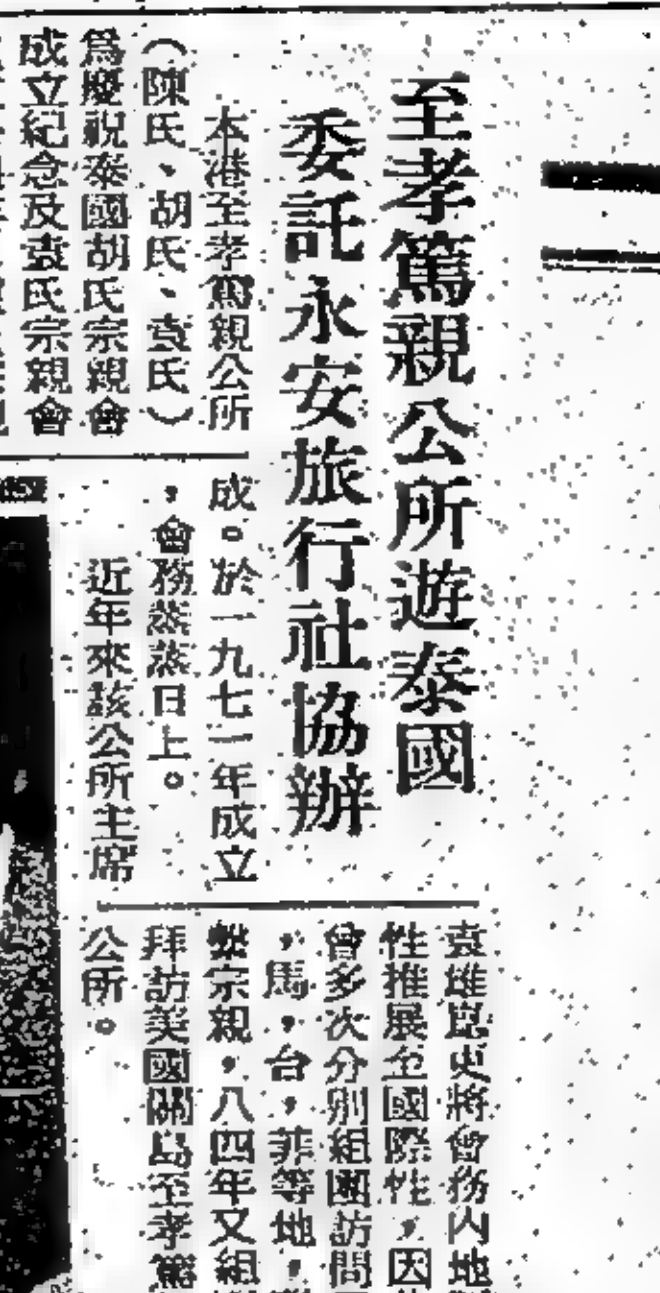 至孝篤親公所遊泰國
委託永安旅行社協辦
本港至孝篤親公所
（陳氏、胡氏、袁氏）
爲慶祝泰國胡氏宗親會
成立紀念及袁氏宗親會
成。於一九七一年成立
，會務蒸蒸日上。
近年來該公所主席
袁雄崑更將會務內地
性推展至國際性，因
曾多次分別組團訪問
，馬，台，菲等地，
繫宗親，八四年又組
拜訪美國關島至孝篤
公所。